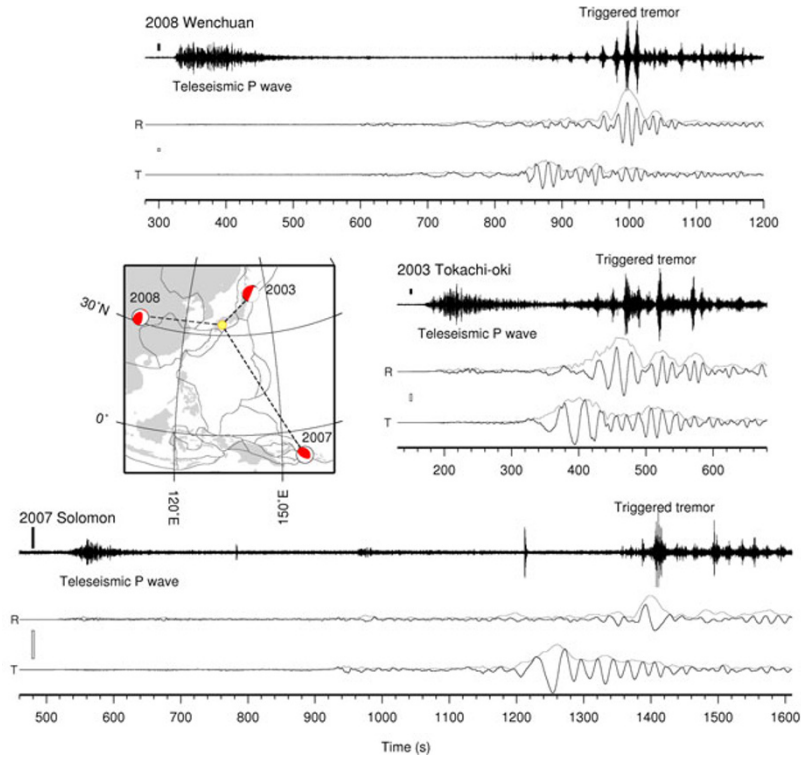 Triggered tremor
2008 Wenchuan
Teleseismic P wave
R
T
300 400 500 600 700 800 900 1000 1100 1200
2003 Tokachi-oki
Triggered tremor
Teleseismic P wave
R
T
200 300 400 500 600
2008
2003
30˚N
0˚
2007
120˚E
150˚E
2007 Solomon
Triggered tremor
Teleseismic P wave
R
T
500 600 700 800 900 1000 1100 1200 1300 1400 1500 1600
Time (s)